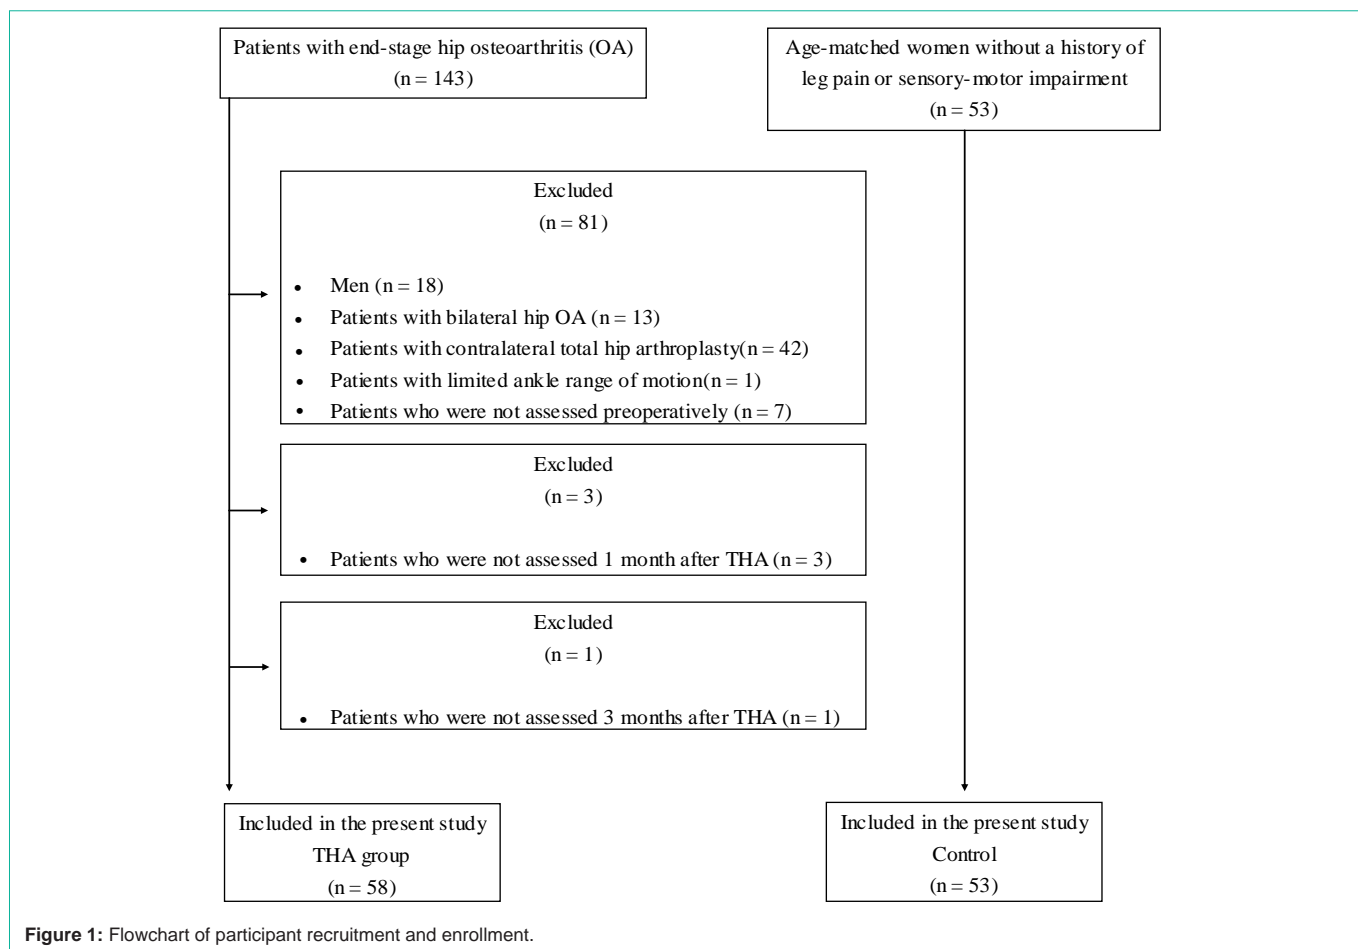 Patients with end-stage hip osteoarthritis (OA)
(n = 143)
Age-matched women without a history of
leg pain or sensory-motor impairment
(n = 53)
Excluded
(n = 81)
• Men (n = 18)
• Patients with bilateral hip OA (n = 13)
• Patients with contralateral total hip arthroplasty(n = 42)
• Patients with limited ankle range of motion(n = 1)
• Patients who were not assessed preoperatively (n = 7)
Excluded
(n = 3)
• Patients who were not assessed 1 month after THA (n = 3)
Excluded
(n = 1)
• Patients who were not assessed 3 months after THA (n = 1)
Included in the present study
THA group
(n = 58)
Included in the present study
Control
(n = 53)
Figure 1: Flowchart of participant recruitment and enrollment.